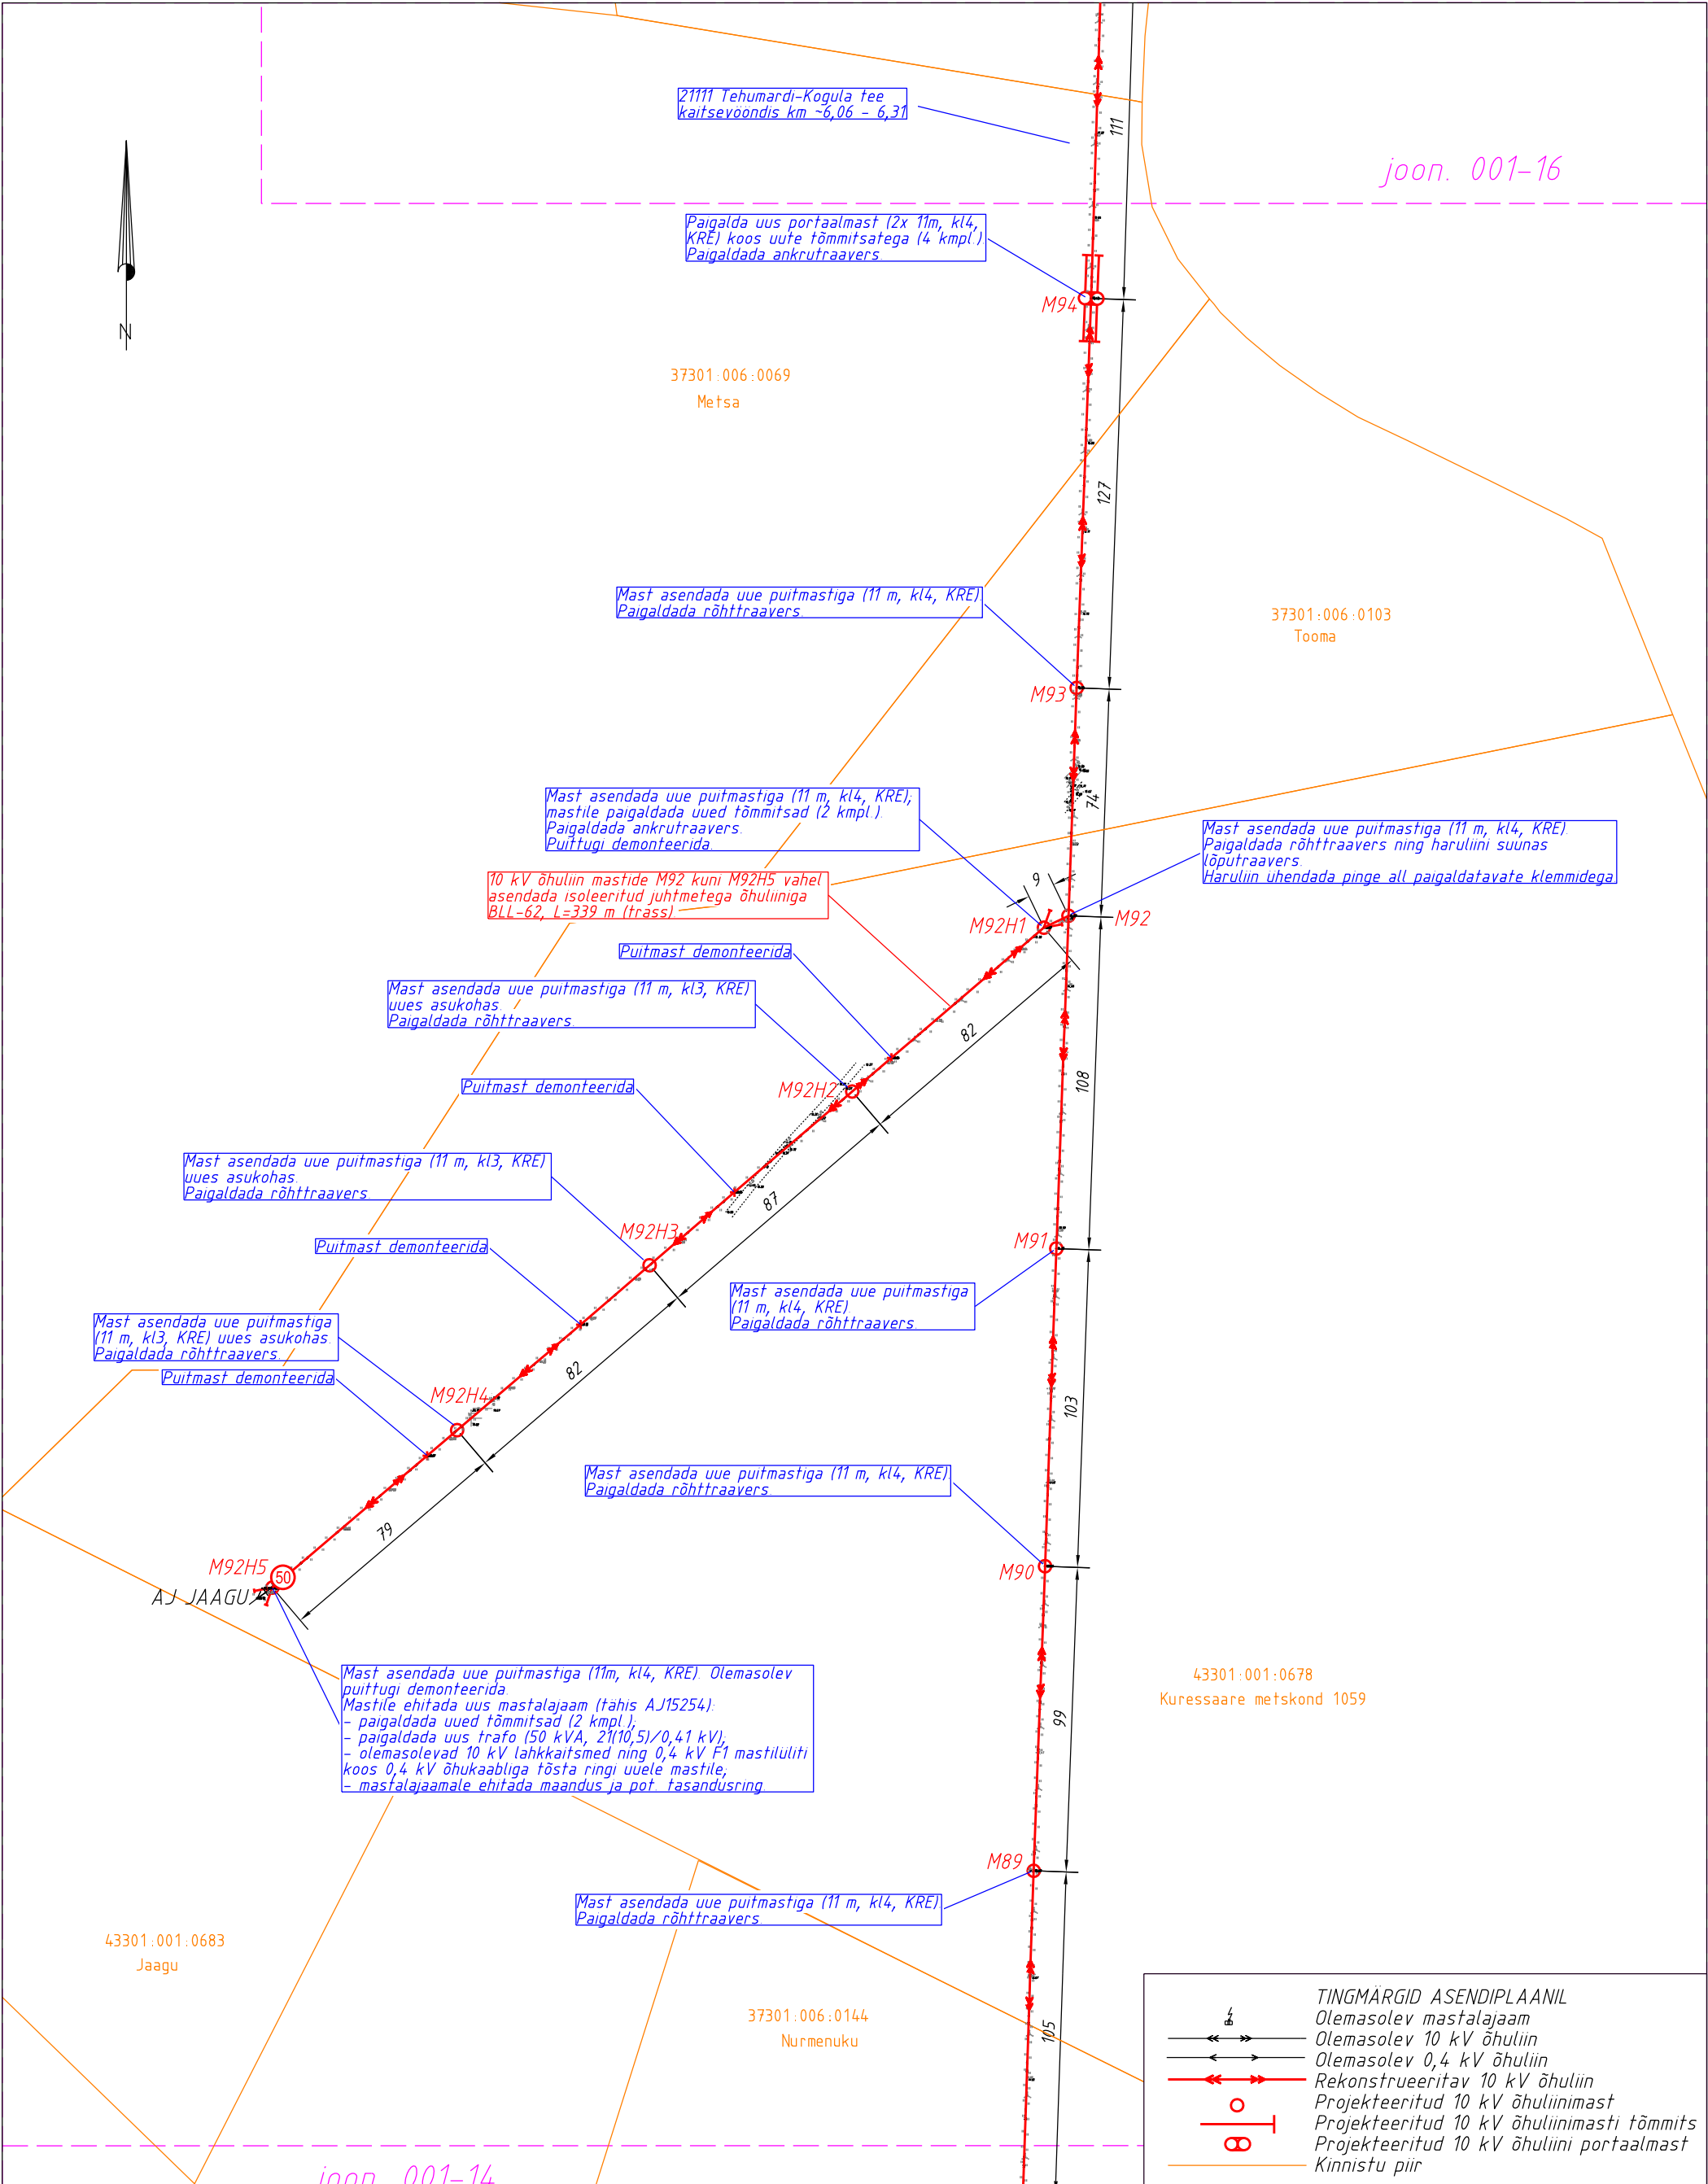 21111 Tehumardi-Kogula tee
kaitsevööndis km ~6,06 - 6,31
111
joon. 001-16
Paigalda uus portaalmast (2x 11m, kl4,
KRE) koos uute tõmmitsatega (4 kmpl.).
Paigaldada ankrutraavers.
M94
N
37301:006:0069
Metsa
127
Mast asendada uue puitmastiga (11 m, kl4, KRE).
Paigaldada rõhttraavers.
37301:006:0103
Tooma
M93
74
Mast asendada uue puitmastiga (11 m, kl4, KRE);
mastile paigaldada uued tõmmitsad (2 kmpl.).
Paigaldada ankrutraavers.
Puittugi demonteerida.
Mast asendada uue puitmastiga (11 m, kl4, KRE).
Paigaldada rõhttraavers ning haruliini suunas
lõputraavers.
Haruliin ühendada pinge all paigaldatavate klemmidega.
10 kV õhuliin mastide M92 kuni M92H5 vahel
asendada isoleeritud juhtmetega õhuliiniga
BLL-62, L=339 m (trass).
9
M92H1
M92
Puitmast demonteerida
Mast asendada uue puitmastiga (11 m, kl3, KRE)
uues asukohas.
Paigaldada rõhttraavers.
82
M92H2
108
Puitmast demonteerida
Mast asendada uue puitmastiga (11 m, kl3, KRE)
uues asukohas.
Paigaldada rõhttraavers.
87
M92H3
M91
Puitmast demonteerida
Mast asendada uue puitmastiga
(11 m, kl4, KRE).
Paigaldada rõhttraavers.
Mast asendada uue puitmastiga
(11 m, kl3, KRE) uues asukohas.
Paigaldada rõhttraavers.
82
Puitmast demonteerida
M92H4
103
Mast asendada uue puitmastiga (11 m, kl4, KRE).
Paigaldada rõhttraavers.
79
M92H5
50
AJ JAAGU
M90
Mast asendada uue puitmastiga (11m, kl4, KRE). Olemasolev
puittugi demonteerida.
Mastile ehitada uus mastalajaam (tähis AJ15254):
- paigaldada uued tõmmitsad (2 kmpl.);
- paigaldada uus trafo (50 kVA, 21(10,5)/0,41 kV);
- olemasolevad 10 kV lahkkaitsmed ning 0,4 kV F1 mastilüliti
koos 0,4 kV õhukaabliga tõsta ringi uuele mastile;
- mastalajaamale ehitada maandus ja pot. tasandusring.
43301:001:0678
Kuressaare metskond 1059
99
M89
Mast asendada uue puitmastiga (11 m, kl4, KRE).
Paigaldada rõhttraavers.
43301:001:0683
Jaagu
37301:006:0144
Nurmenuku
105
TINGMÄRGID ASENDIPLAANIL
Olemasolev mastalajaam
Olemasolev 10 kV õhuliin
Olemasolev 0,4 kV õhuliin
Rekonstrueeritav 10 kV õhuliin
Projekteeritud 10 kV õhuliinimast
Projekteeritud 10 kV õhuliinimasti tõmmits
Projekteeritud 10 kV õhuliini portaalmast
Kinnistu piir
joon. 001-14